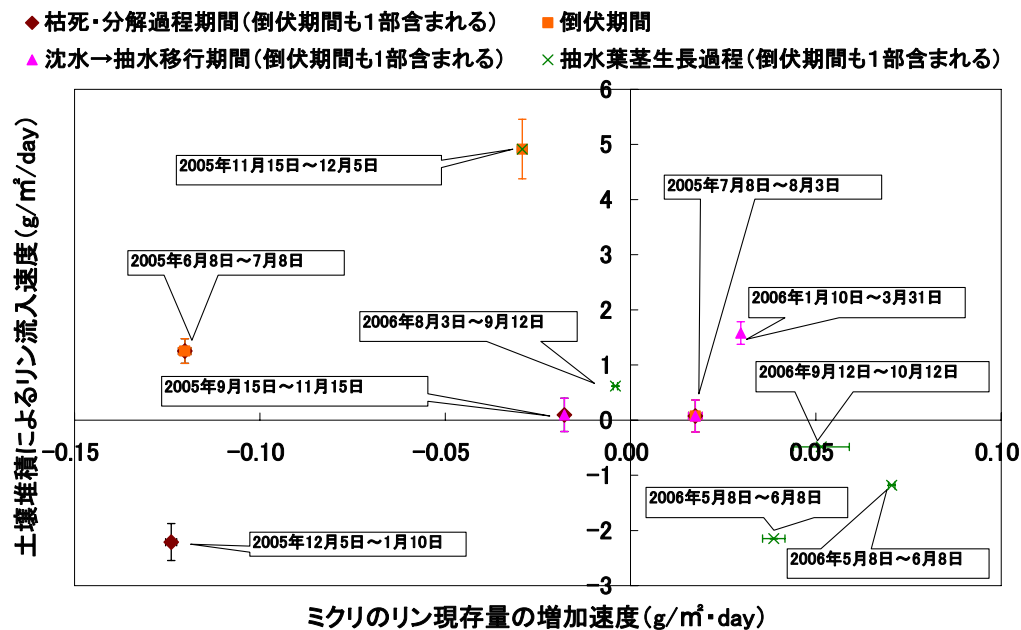 枯死・分解過程期間(倒伏期間も1部含まれる)
倒伏期間
沈水→抽水移行期間(倒伏期間も1部含まれる)
抽水葉茎生長過程(倒伏期間も1部含まれる)
土壌堆積によるリン流入速度(g/㎡/day)
6
5
4
3
2
1
0
−1
−2
−3
2005年11月15日～12月5日
2005年7月8日～8月3日
2005年6月8日～7月8日
2006年1月10日～3月31日
2006年8月3日～9月12日
2006年9月12日～10月12日
2005年9月15日～11月15日
−0.15
−0.10
−0.05
0.00
0.05
0.10
2006年5月8日～6月8日
2005年12月5日～1月10日
2006年5月8日～6月8日
ミクリのリン現存量の増加速度(g/㎡・day)